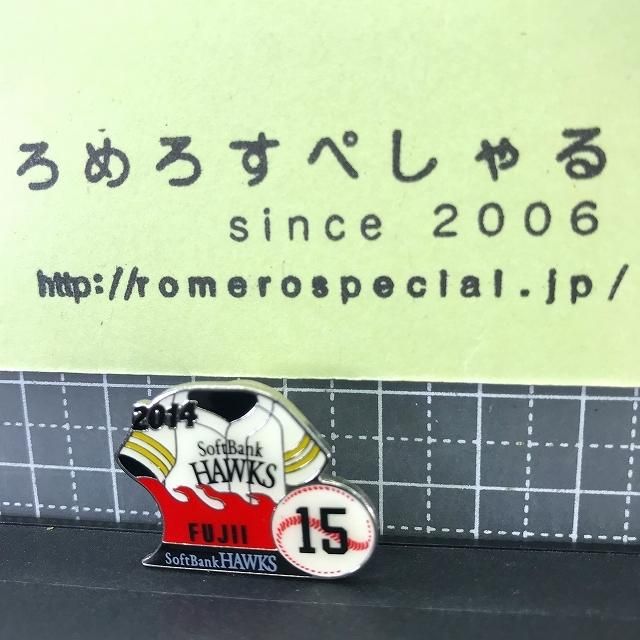 ろめろすぺしゃる
since 2006
http://romerospecial.jp/
2014
SoftBank
HAWKS
FUJII
15
SoftBank HAWKS